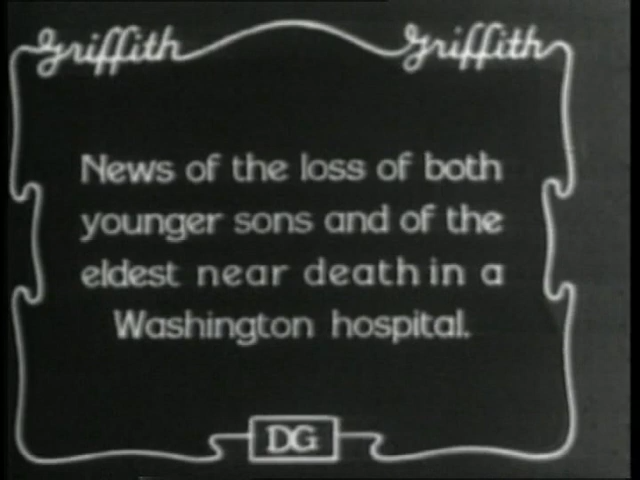 Griffith Griffith
News of the loss of both
younger sons and of the
eldest near death in a
Washington hospital.
DG